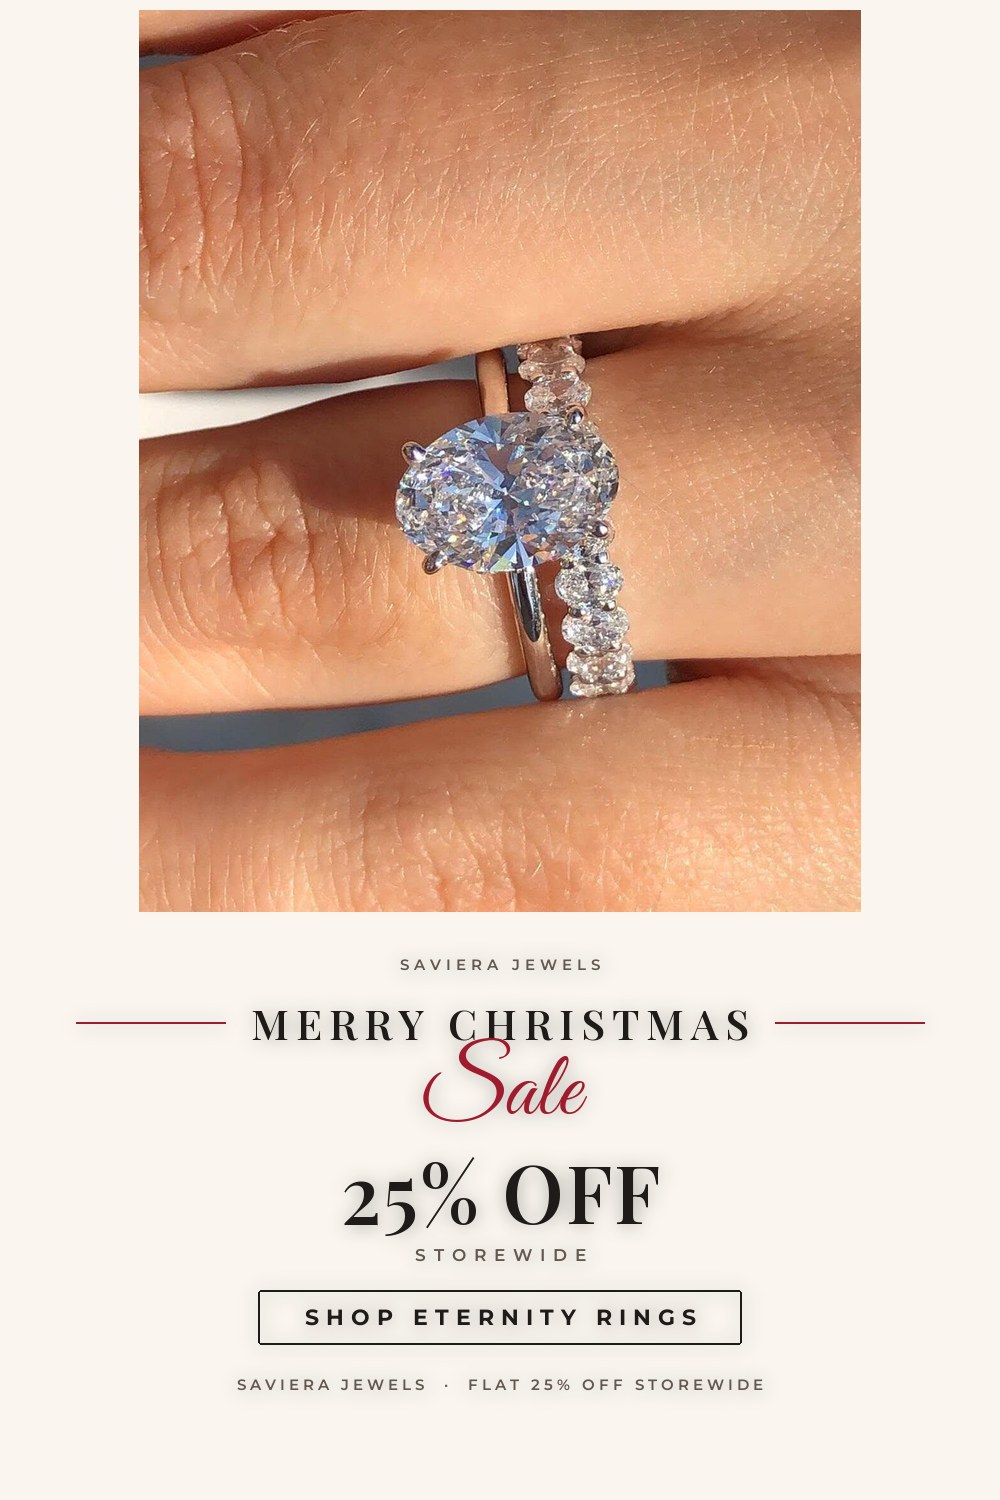 SAVIERA JEWELS
MERRY CHRISTMAS
Sale
25% OFF
STOREWIDE
SHOP ETERNITY RINGS
SAVIERA JEWELS · FLAT 25% OFF STOREWIDE